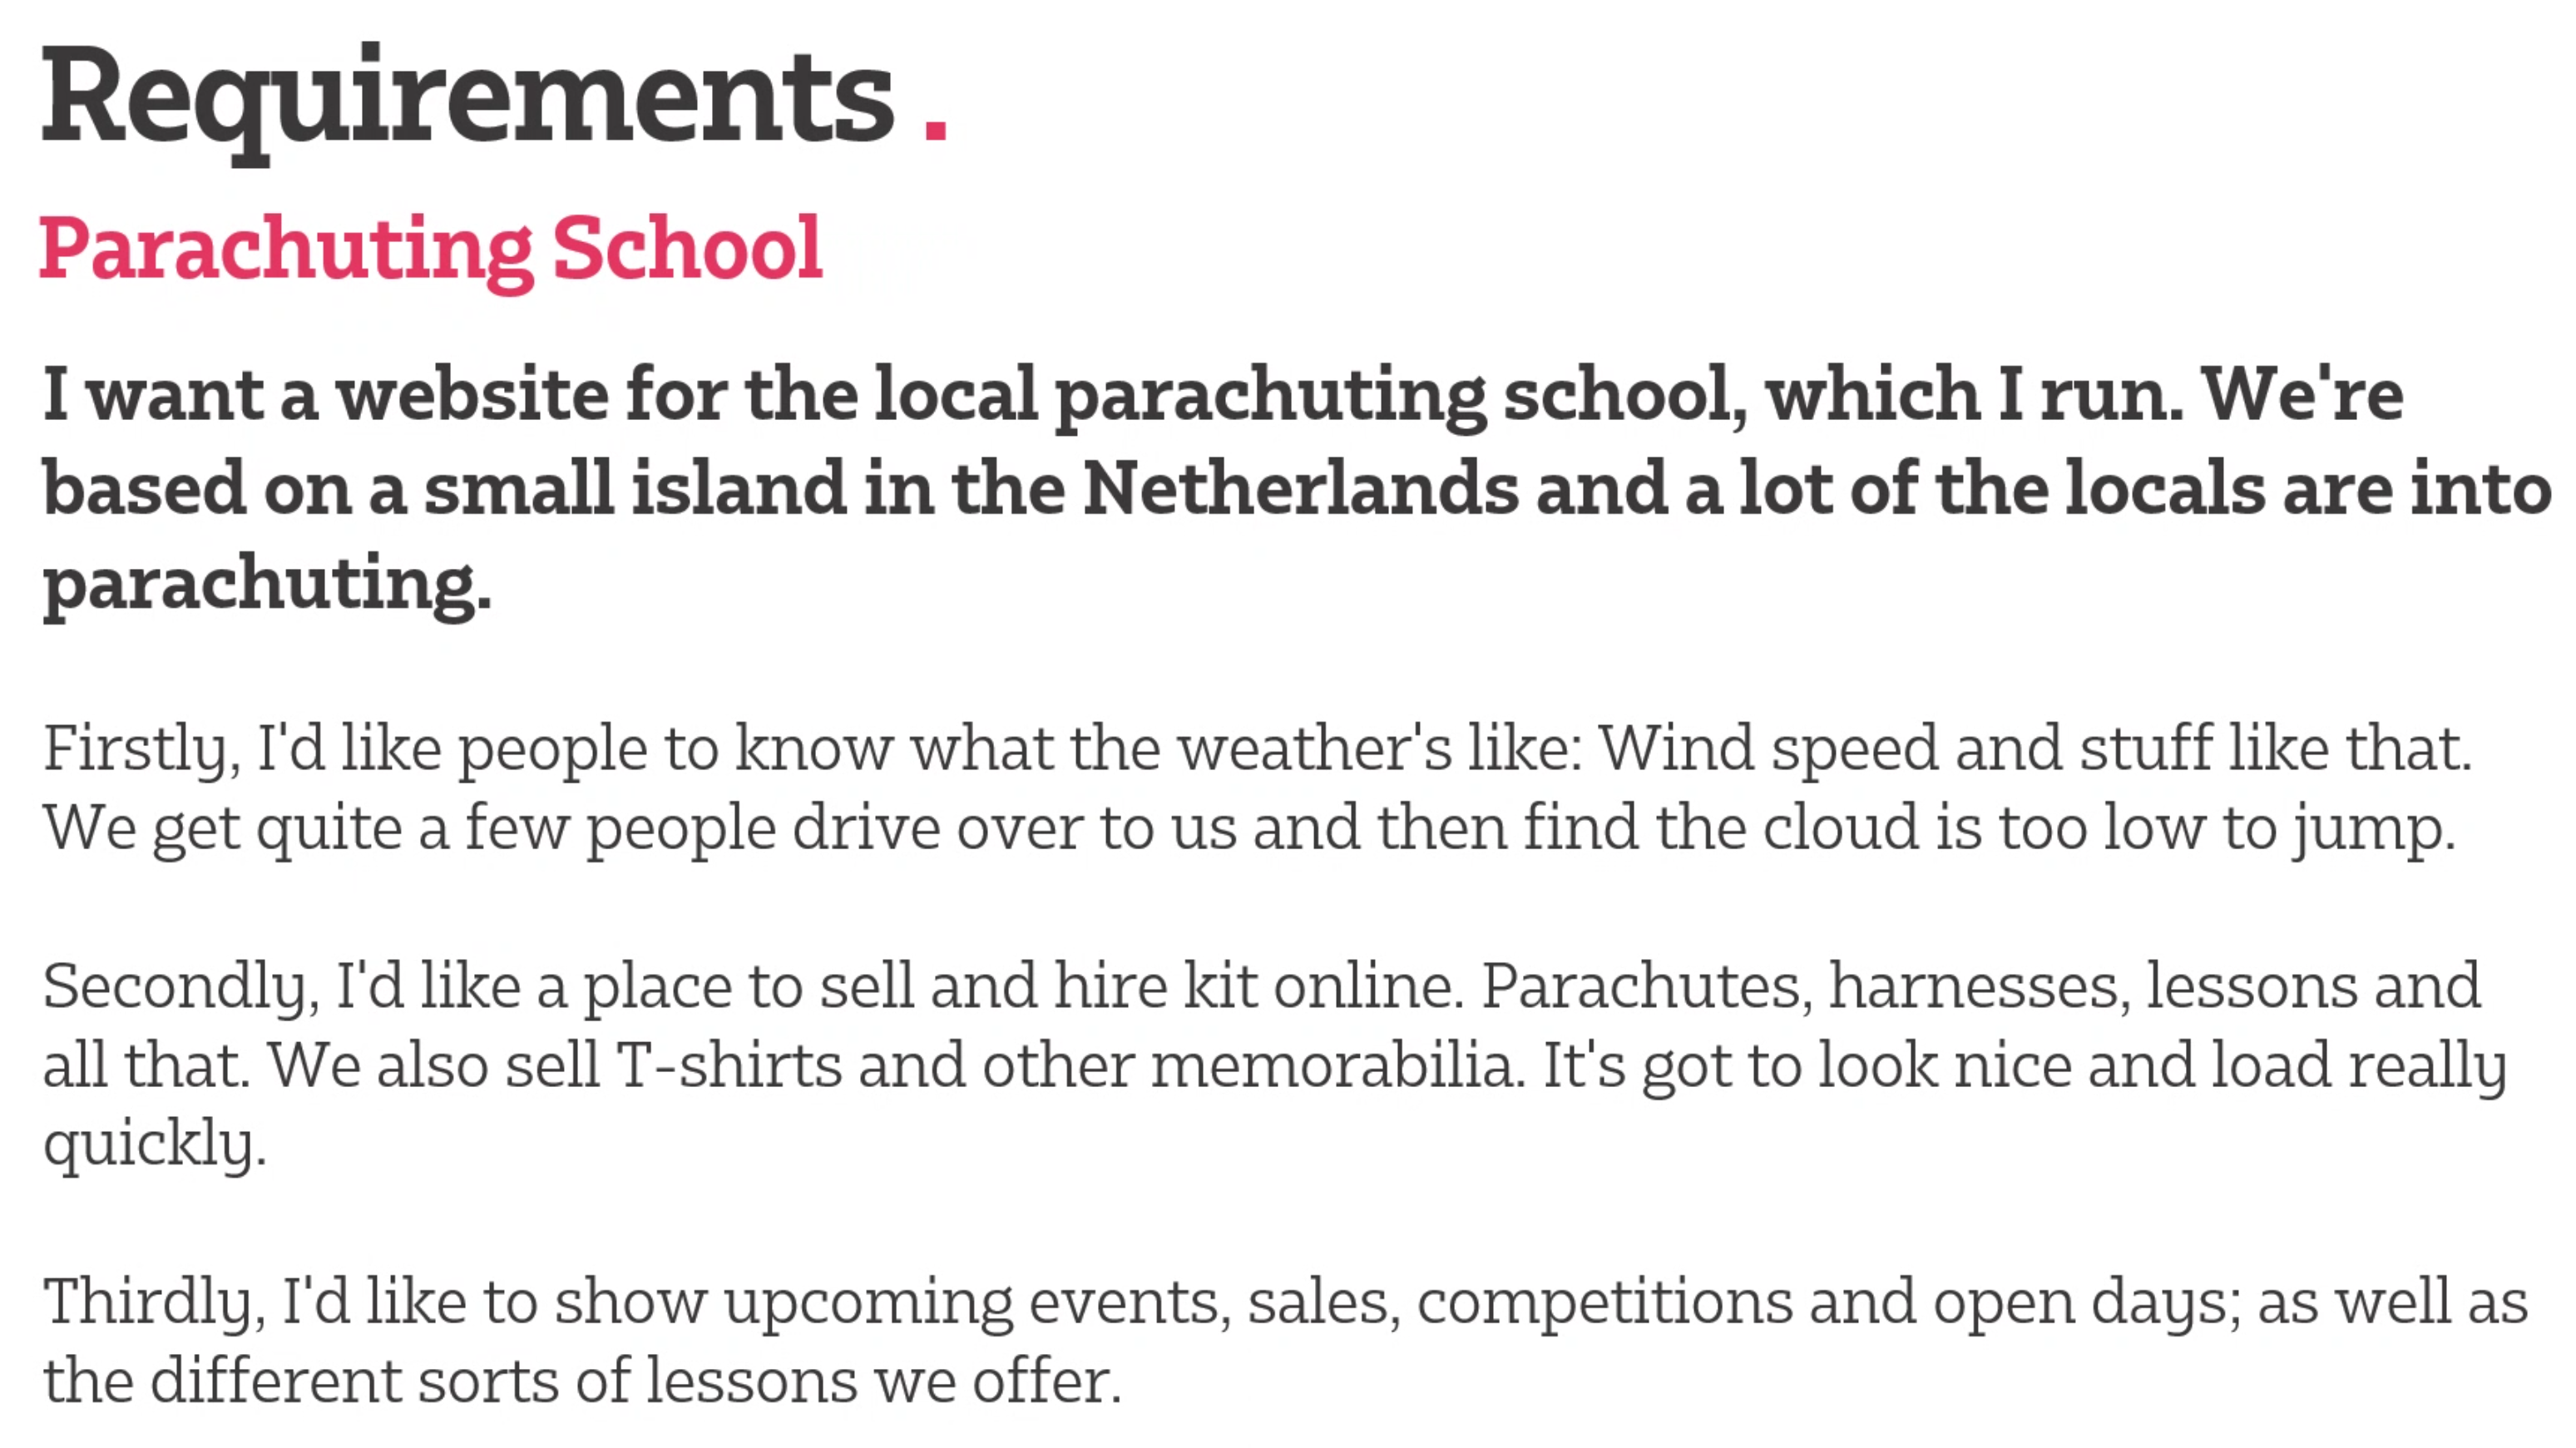 Requirements .
Parachuting School
I want a website for the local parachuting school, which I run. We're
based on a small island in the Netherlands and a lot of the locals are into
parachuting.
Firstly, I'd like people to know what the weather's like: Wind speed and stuff like that.
We get quite a few people drive over to us and then find the cloud is too low to jump.
Secondly, I'd like a place to sell and hire kit online. Parachutes, harnesses, lessons and
all that. We also sell T-shirts and other memorabilia. It's got to look nice and load really
quickly.
Thirdly, I'd like to show upcoming events, sales, competitions and open days; as well as
the different sorts of lessons we offer.